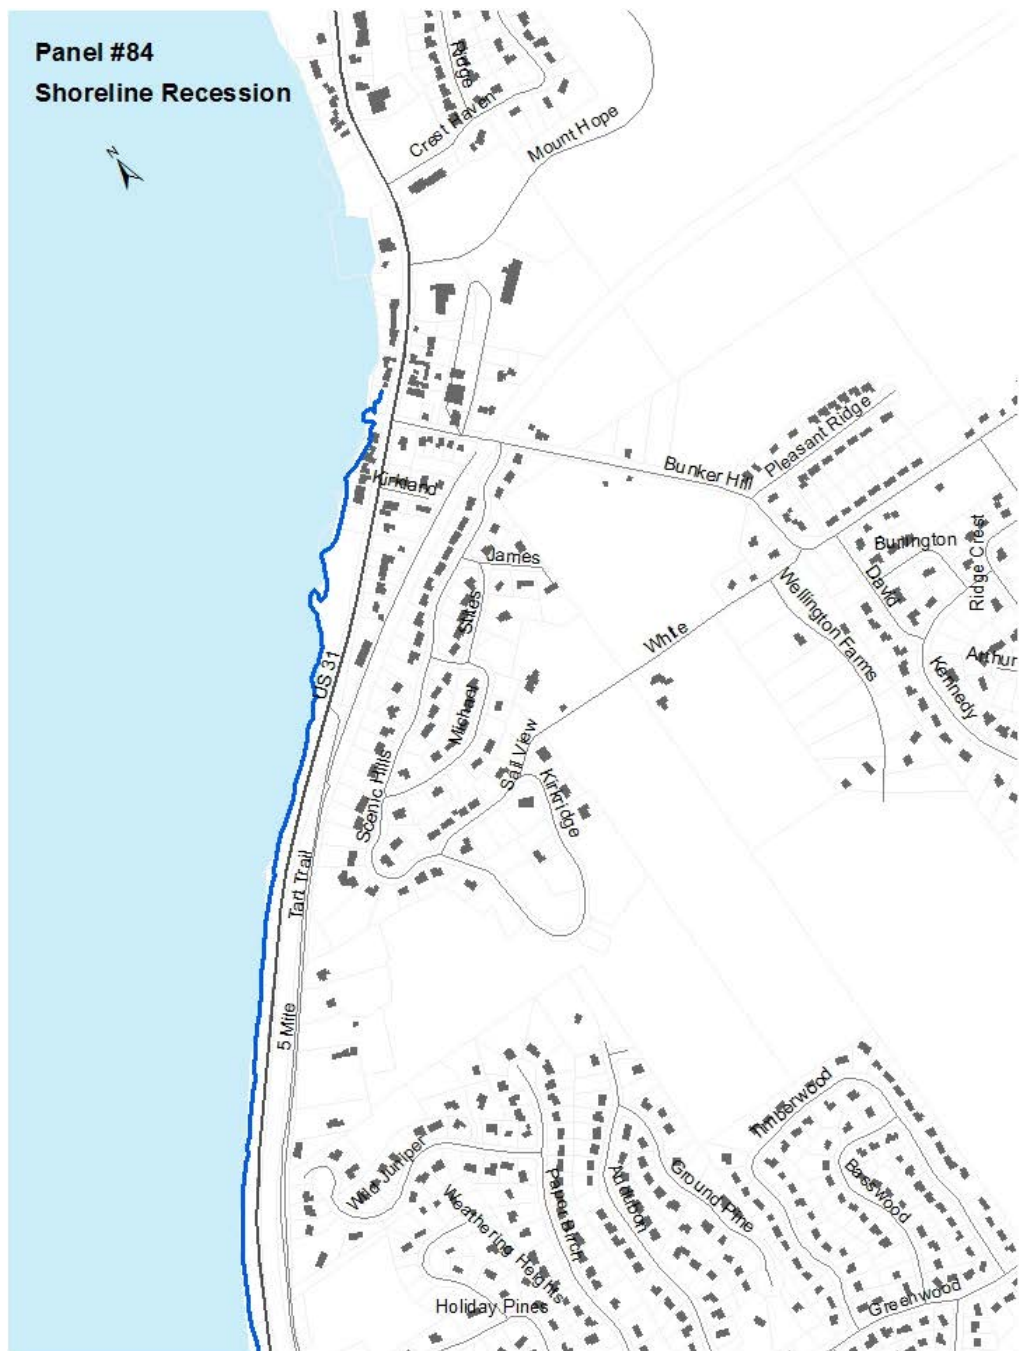 Panel #84
Shoreline Recession
N
Ridge
Crest Haven
Mount Hope
Pleasant Ridge
Bunker Hill
Kirkland
James
Burlington
Ridge Crest
David
Stites
Wellington Farms
White
Arthur
US 31
Michael
Kennedy
Sail View
Scenic Hills
Kirkridge
Tart Trail
5 Mile
Timberwood
Wild Juniper
Basswood
Ground Pine
Audubon
Paper Birch
Weathering Heights
Greenwood
Holiday Pines